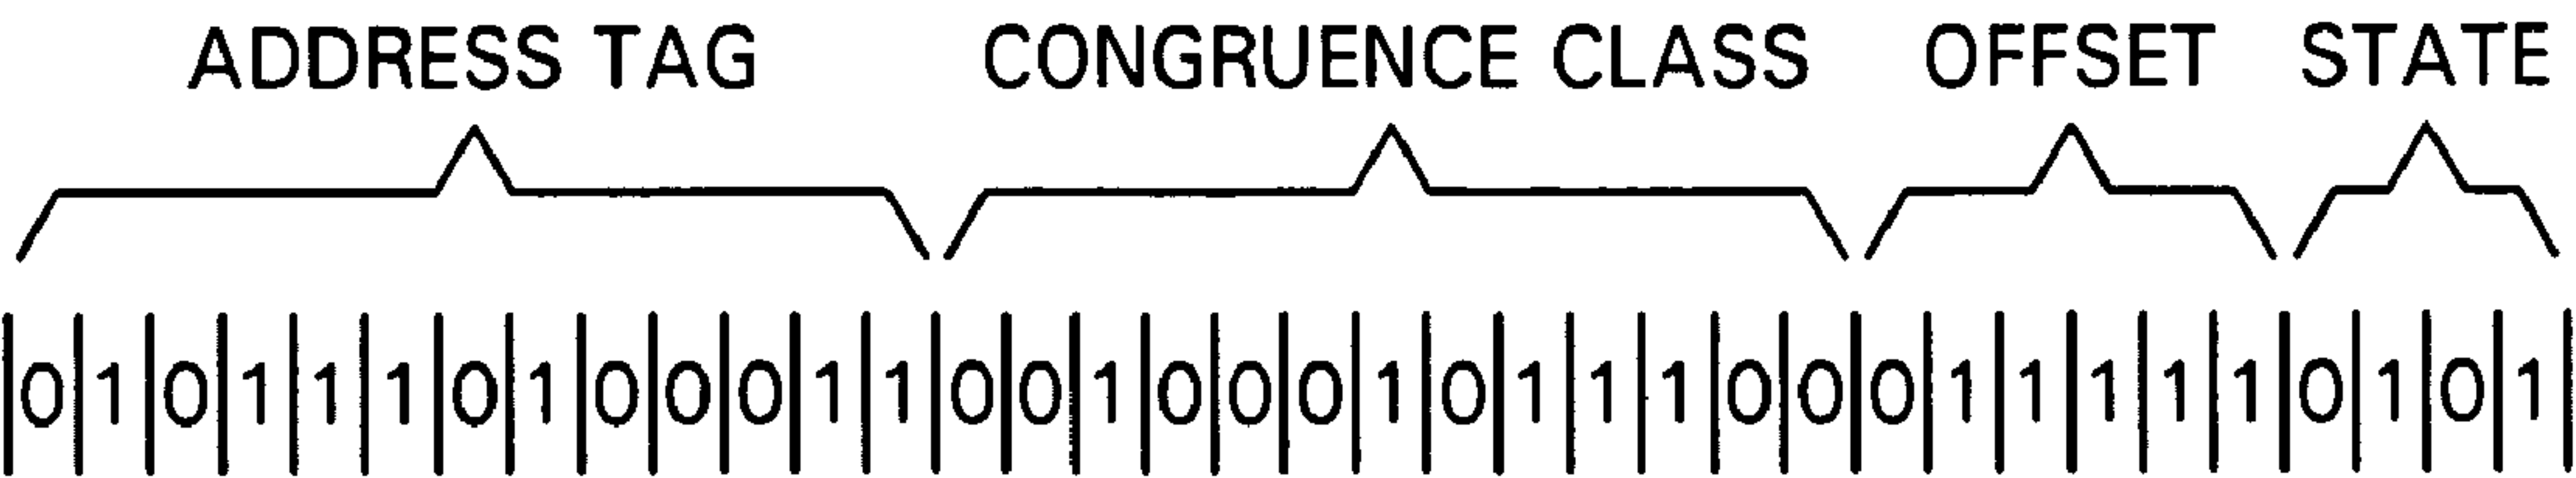 ADDRESS TAG CONGRUENCE CLASS OFFSET STATE
0 1 0 1 1 1 0 1 0 0 0 1 1 0 0 1 0 0 0 1 0 1 1 1 0 0 0 1 1 1 1 1 0 1 0 1